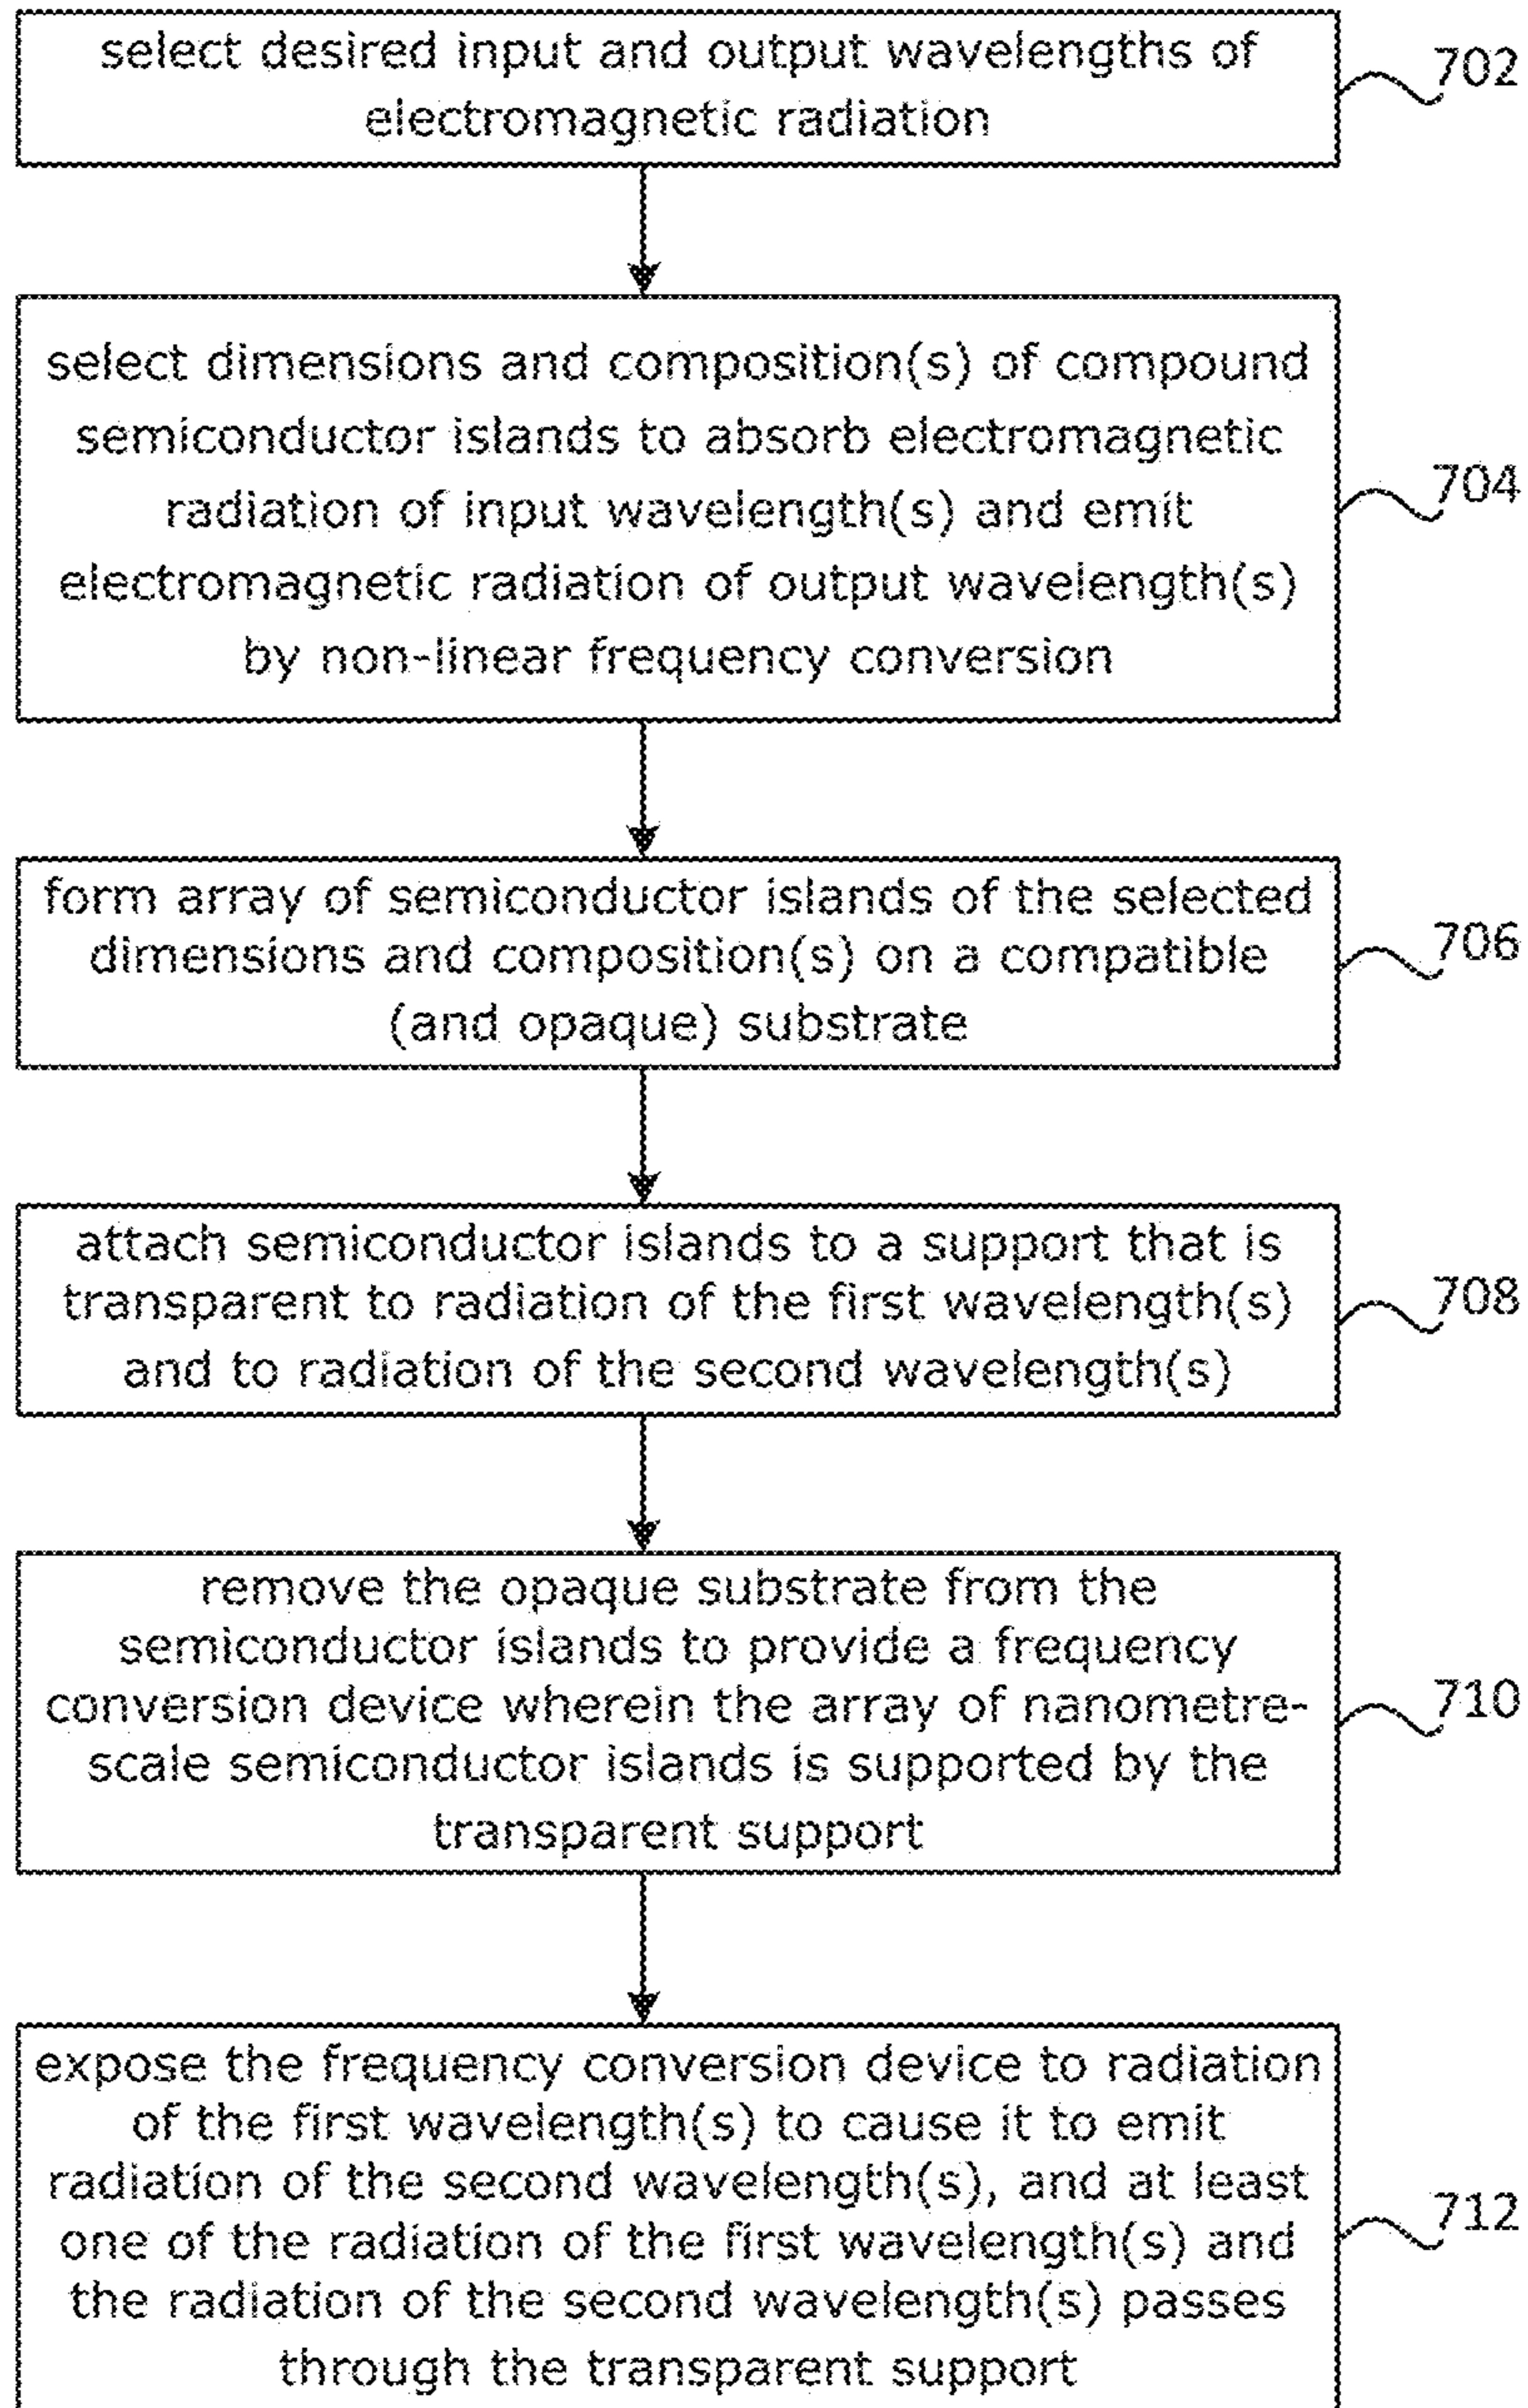 select desired input and output wavelengths of
electromagnetic radiation
702
select dimensions and composition(s) of compound
semiconductor islands to absorb electromagnetic
radiation of input wavelength(s) and emit
electromagnetic radiation of output wavelength(s)
by non-linear frequency conversion
704
form array of semiconductor islands of the selected
dimensions and composition(s) on a compatible
(and opaque) substrate
706
attach semiconductor islands to a support that is
transparent to radiation of the first wavelength(s)
and to radiation of the second wavelength(s)
708
remove the opaque substrate from the
semiconductor islands to provide a frequency
conversion device wherein the array of nanometre-
scale semiconductor islands is supported by the
transparent support
710
expose the frequency conversion device to radiation
of the first wavelength(s) to cause it to emit
radiation of the second wavelength(s), and at least
one of the radiation of the first wavelength(s) and
the radiation of the second wavelength(s) passes
through the transparent support
712